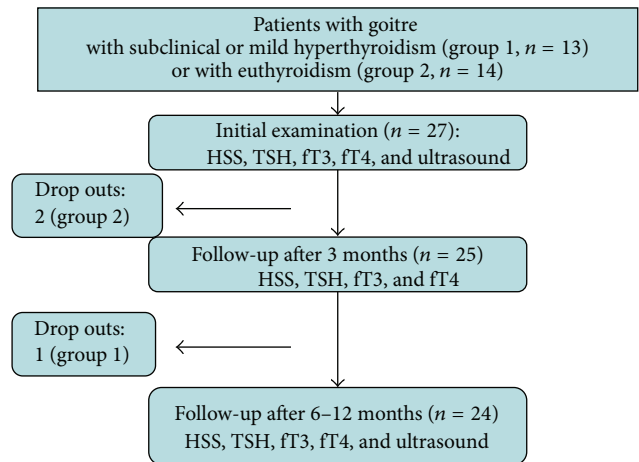 Patients with goitre
with subclinical or mild hyperthyroidism (group 1, n = 13)
or with euthyroidism (group 2, n = 14)
Initial examination (n = 27):
HSS, TSH, fT3, fT4, and ultrasound
Drop outs:
2 (group 2)
Follow-up after 3 months (n = 25)
HSS, TSH, fT3, and fT4
Drop outs:
1 (group 1)
Follow-up after 6–12 months (n = 24)
HSS, TSH, fT3, fT4, and ultrasound